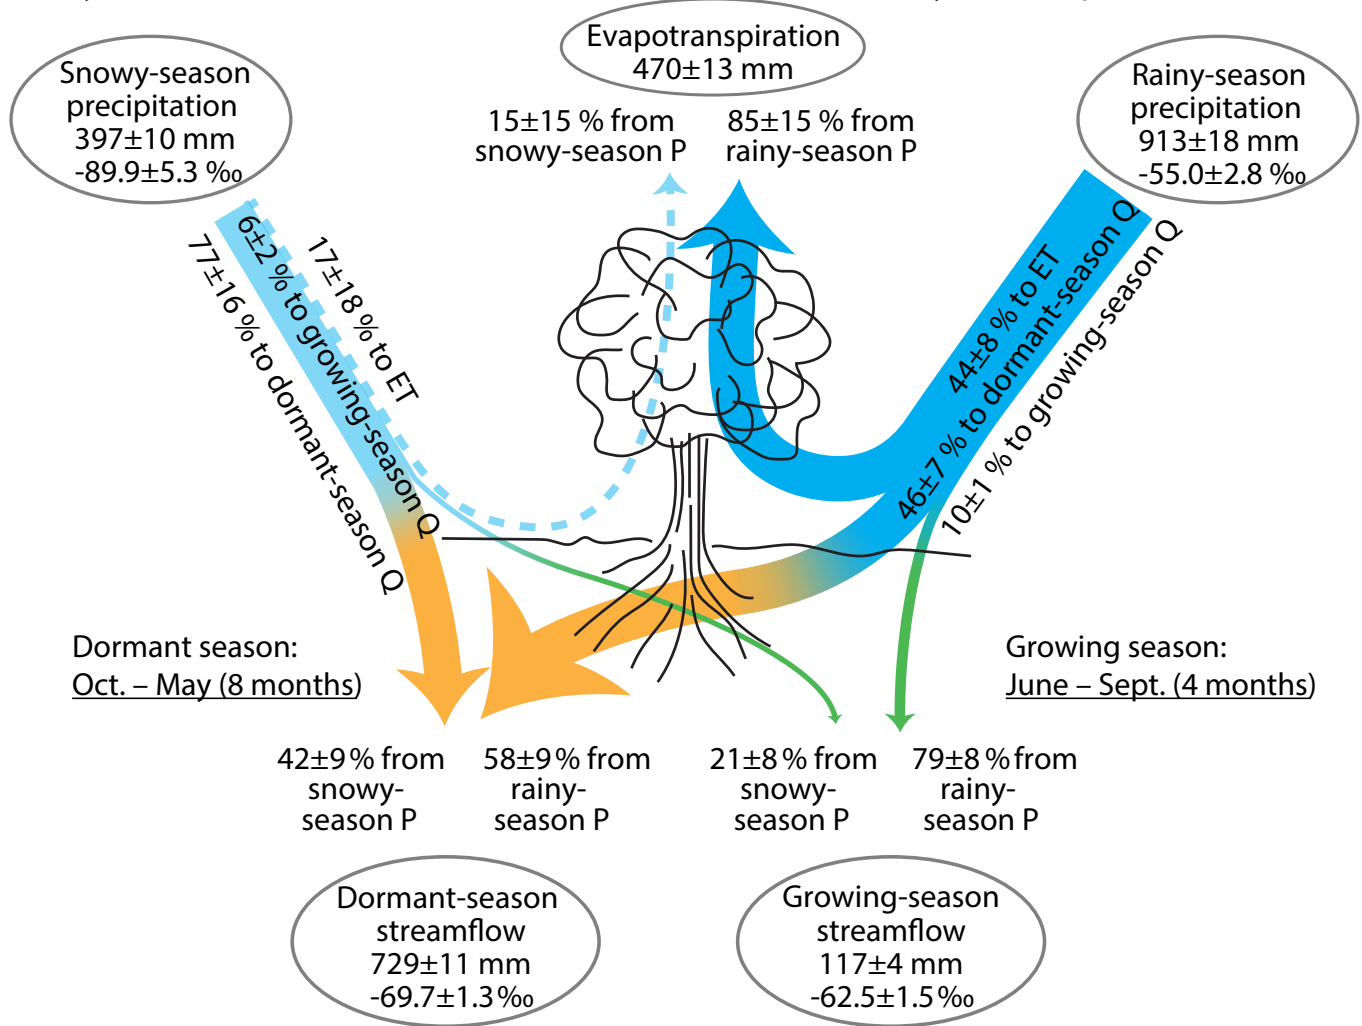 Evapotranspiration
470±13 mm
Snowy-season
precipitation
397±10 mm
-89.9±5.3 ‰
Rainy-season
precipitation
913±18 mm
-55.0±2.8 ‰
15±15 % from
snowy-season P
85±15 % from
rainy-season P
17±18 % to ET
6±2 % to growing-season Q
77±16 % to dormant-season Q
44±8 % to ET
46±7 % to dormant-season Q
10±1 % to growing-season Q
Dormant season:
Oct. – May (8 months)
Growing season:
June – Sept. (4 months)
42±9 % from
snowy-
season P
58±9 % from
rainy-
season P
21±8 % from
snowy-
season P
79±8 % from
rainy-
season P
Dormant-season
streamflow
729±11 mm
-69.7±1.3 ‰
Growing-season
streamflow
117±4 mm
-62.5±1.5 ‰